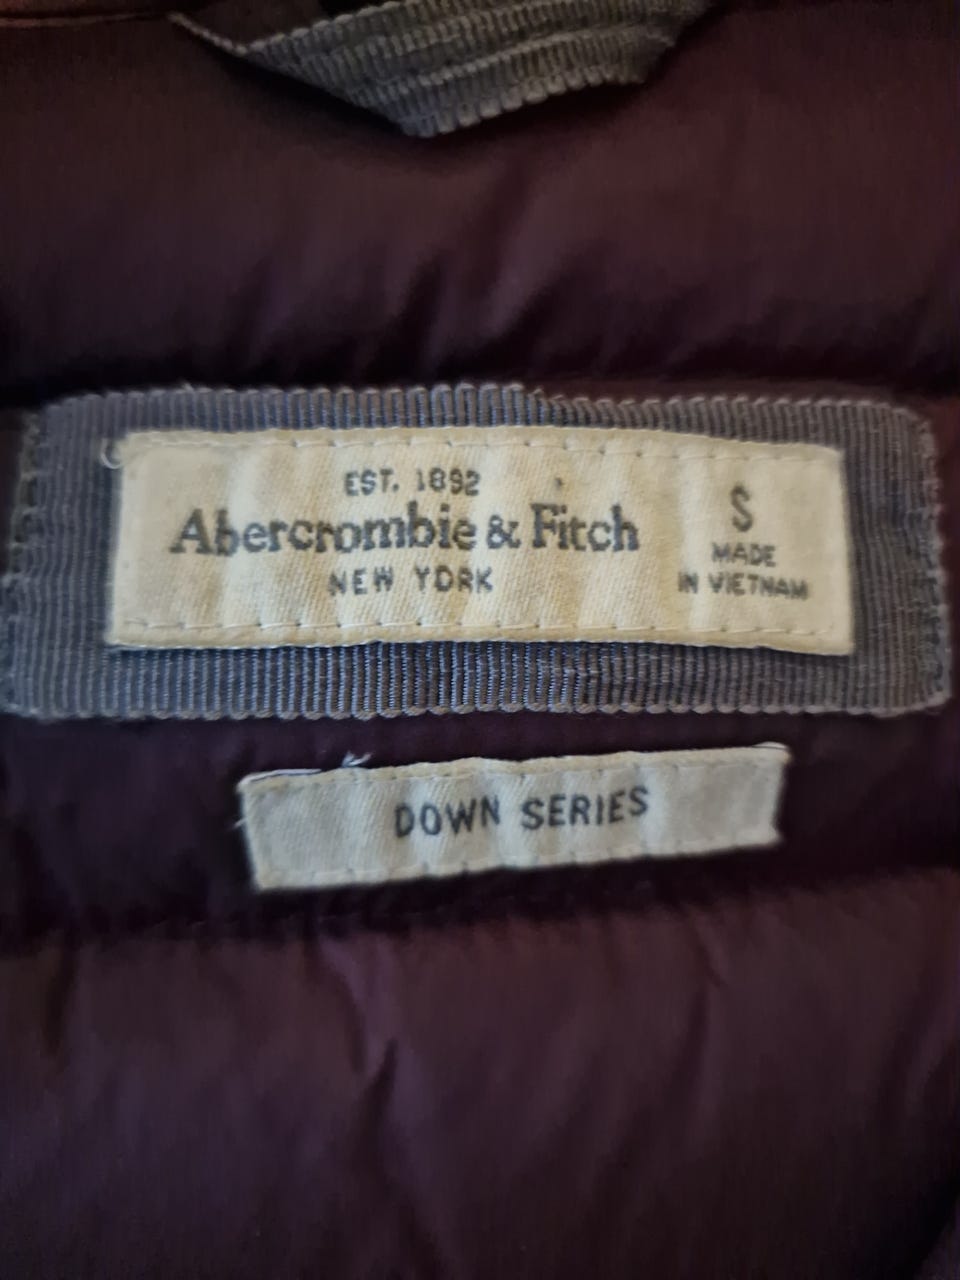 EST. 1892
Abercrombie & Fitch
NEW YORK
S
MADE
IN VIETNAM
DOWN SERIES